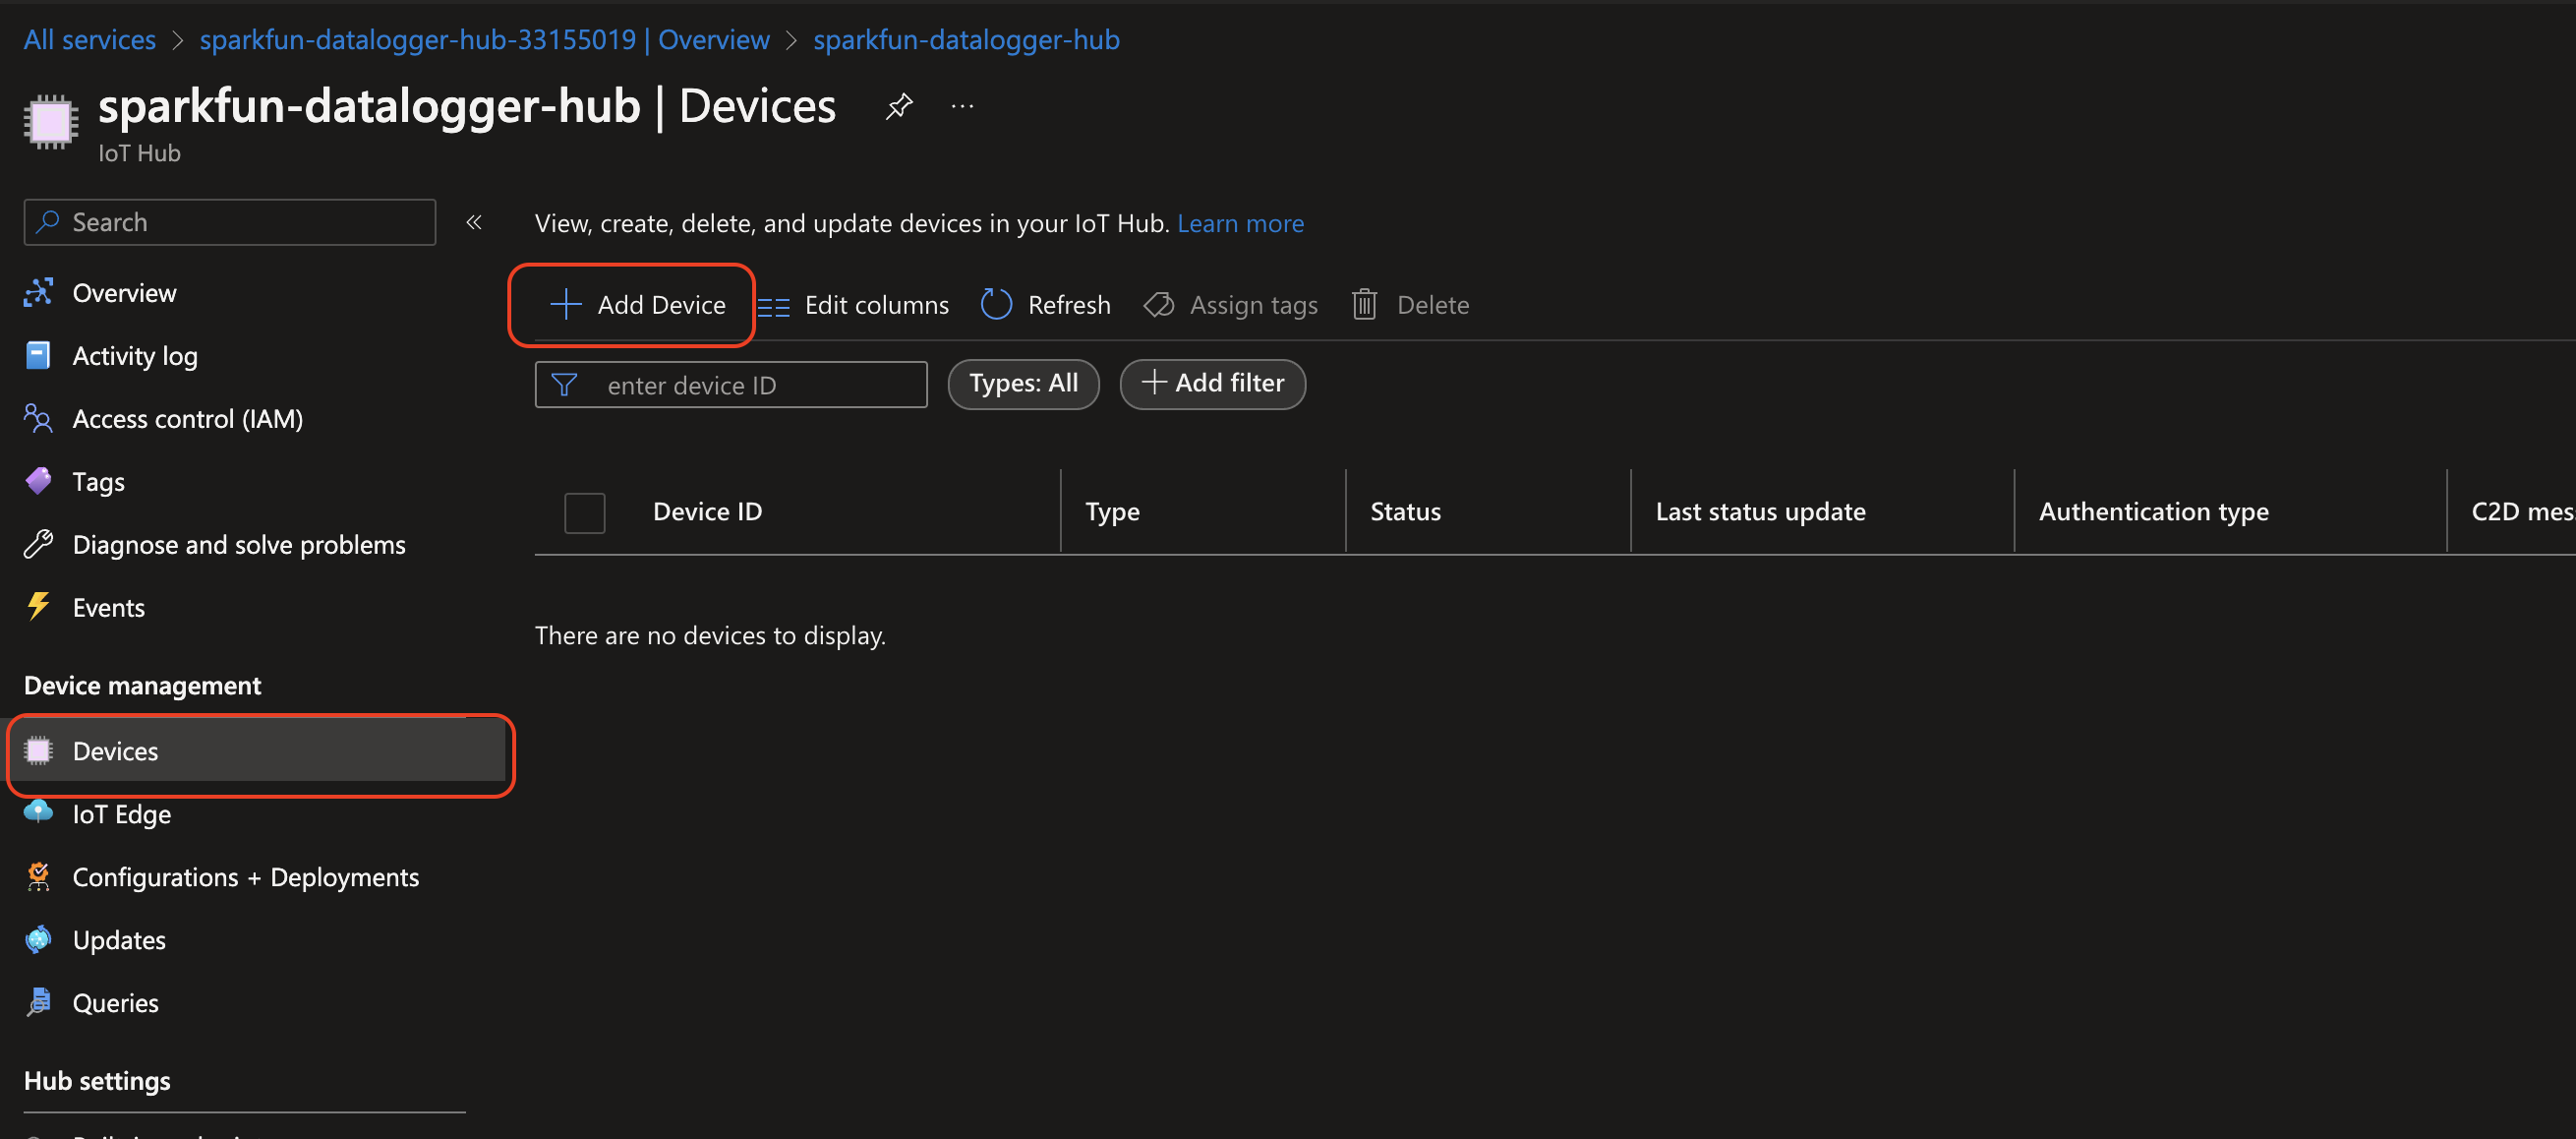 All services > sparkfun-datalogger-hub-33155019 | Overview > sparkfun-datalogger-hub
sparkfun-datalogger-hub | Devices ...
IoT Hub
Search «
Overview
Activity log
Access control (IAM)
Tags
Diagnose and solve problems
Events
Device management
Devices
IoT Edge
Configurations + Deployments
Updates
Queries
Hub settings
View, create, delete, and update devices in your IoT Hub. Learn more
Add Device Edit columns Refresh Assign tags Delete
enter device ID Types: All Add filter
Device ID Type Status Last status update Authentication type C2D mes
There are no devices to display.